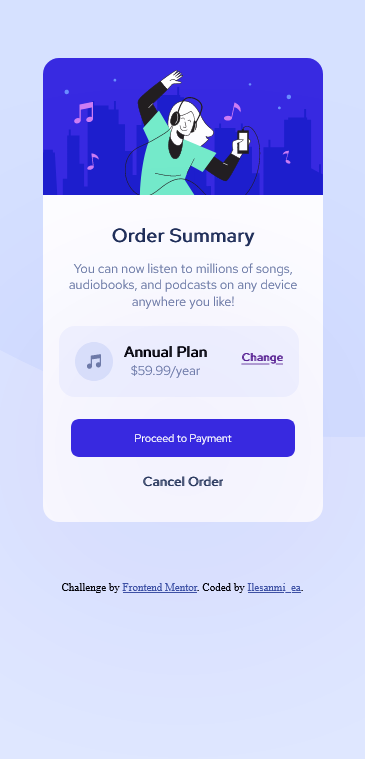 Order Summary
You can now listen to millions of songs,
audiobooks, and podcasts on any device
anywhere you like!
Annual Plan
$59.99/year
Change
Proceed to Payment
Cancel Order
Challenge by Frontend Mentor. Coded by Ilesanmi_ea.